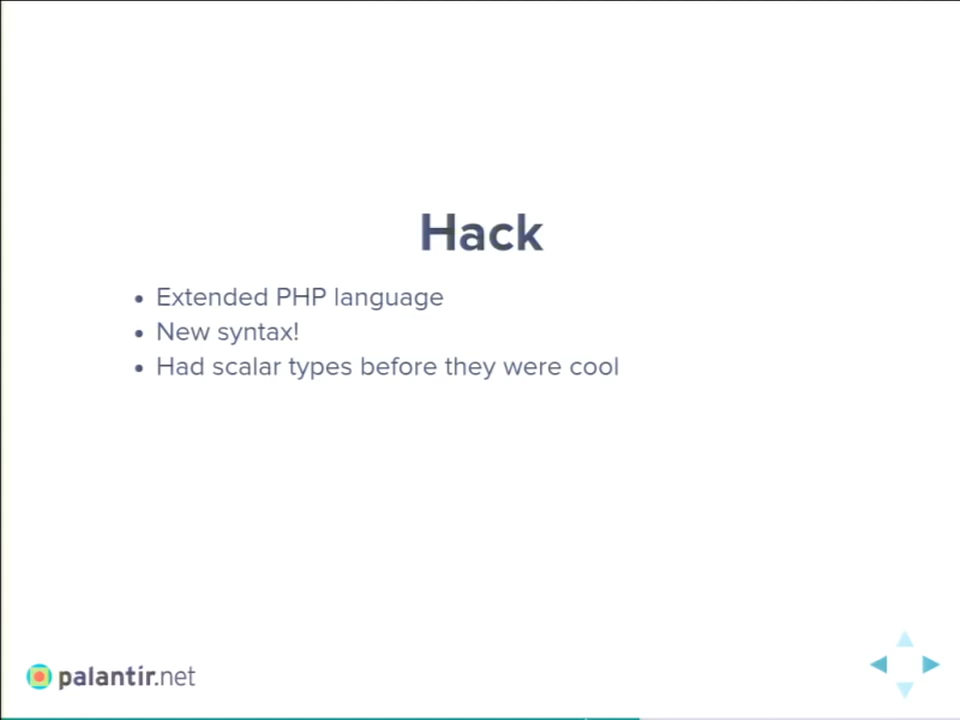 Hack
• Extended PHP language
• New syntax!
• Had scalar types before they were cool
palantir.net